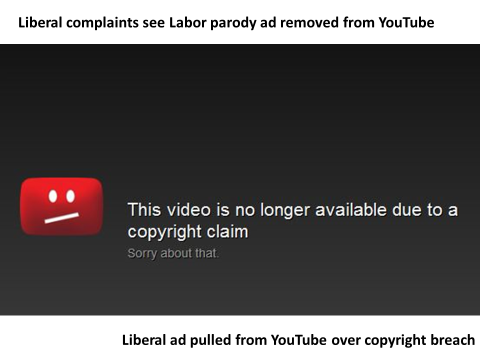 Liberal complaints see Labor parody ad removed from YouTube
This video is no longer available due to a
copyright claim
Sorry about that.
Liberal ad pulled from YouTube over copyright breach